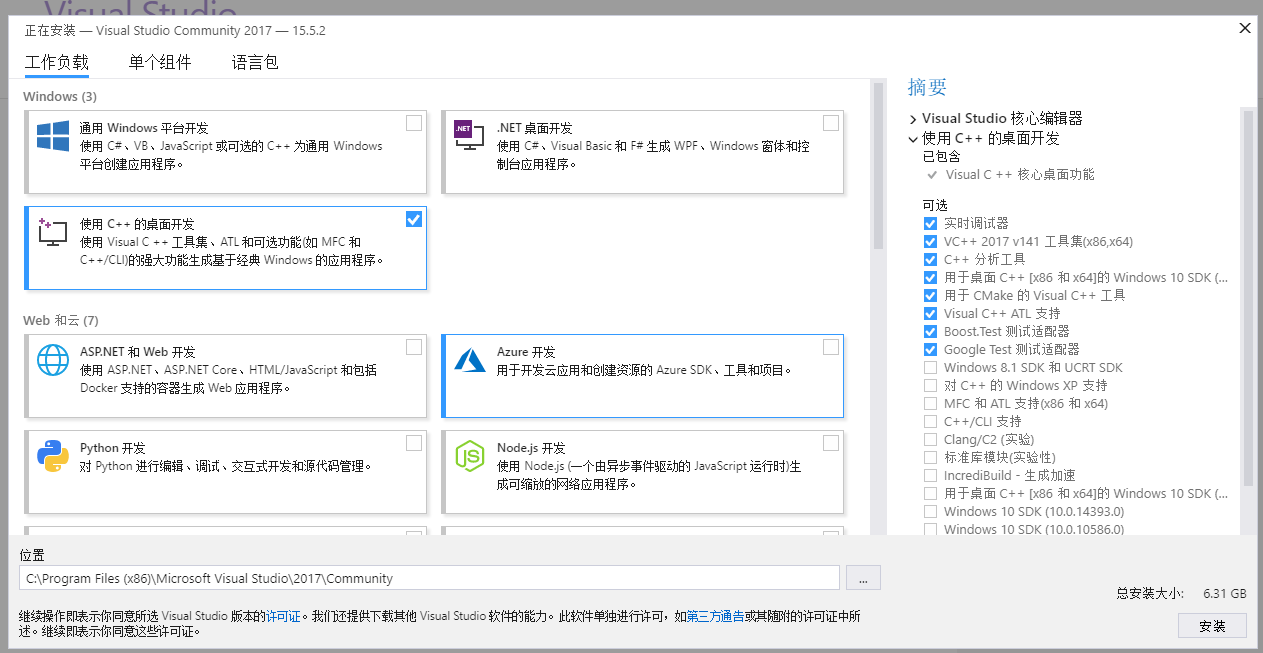 Visual Studio
正在安装 — Visual Studio Community 2017 — 15.5.2
工作负载 单个组件 语言包
Windows (3)
通用 Windows 平台开发
使用 C#、VB、JavaScript 或可选的 C++ 为通用 Windows
平台创建应用程序。
.NET
.NET 桌面开发
使用 C#、Visual Basic 和 F# 生成 WPF、Windows 窗体和控
制台应用程序。
使用 C++ 的桌面开发
使用 Visual C ++ 工具集、ATL 和可选功能(如 MFC 和
C++/CLI)的强大功能生成基于经典 Windows 的应用程序。
Web 和云 (7)
ASP.NET 和 Web 开发
使用 ASP.NET、ASP.NET Core、HTML/JavaScript 和包括
Docker 支持的容器生成 Web 应用程序。
Azure 开发
用于开发云应用和创建资源的 Azure SDK、工具和项目。
Python 开发
对 Python 进行编辑、调试、交互式开发和源代码管理。
JS
Node.js 开发
使用 Node.js (一个由异步事件驱动的 JavaScript 运行时)生
成可缩放的网络应用程序。
摘要
Visual Studio 核心编辑器
使用 C++ 的桌面开发
已包含
Visual C ++ 核心桌面功能
可选
实时调试器
VC++ 2017 v141 工具集(x86,x64)
C++ 分析工具
用于桌面 C++ [x86 和 x64]的 Windows 10 SDK (...
用于 CMake 的 Visual C++ 工具
Visual C++ ATL 支持
Boost.Test 测试适配器
Google Test 测试适配器
Windows 8.1 SDK 和 UCRT SDK
对 C++ 的 Windows XP 支持
MFC 和 ATL 支持(x86 和 x64)
C++/CLI 支持
Clang/C2 (实验)
标准库模块(实验性)
IncrediBuild - 生成加速
用于桌面 C++ [x86 和 x64]的 Windows 10 SDK (...
Windows 10 SDK (10.0.14393.0)
Windows 10 SDK (10.0.10586.0)
位置
C:\Program Files (x86)\Microsoft Visual Studio\2017\Community
...
总安装大小: 6.31 GB
继续操作即表示你同意所选 Visual Studio 版本的许可证。我们还提供下载其他 Visual Studio 软件的能力。此软件单独进行许可，如第三方通告或其随附的许可证中所
述。继续即表示你同意这些许可证。
安装